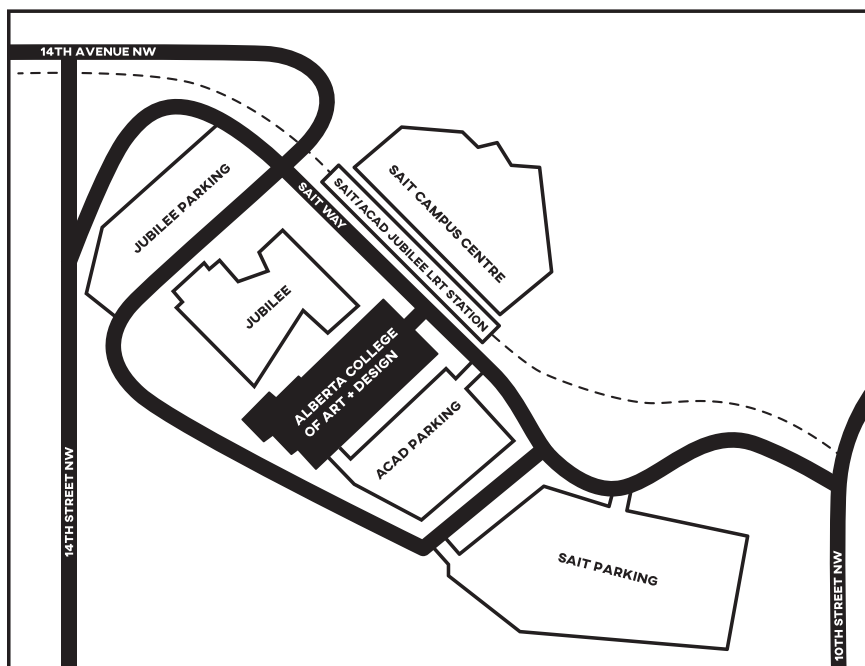 14TH AVENUE NW
SAIT CAMPUS CENTRE
JUBILEE PARKING
SAIT WAY
SAIT/ACAD JUBILEE LRT STATION
JUBILEE
ALBERTA COLLEGE
OF ART + DESIGN
ACAD PARKING
14TH STREET NW
SAIT PARKING
10TH STREET NW